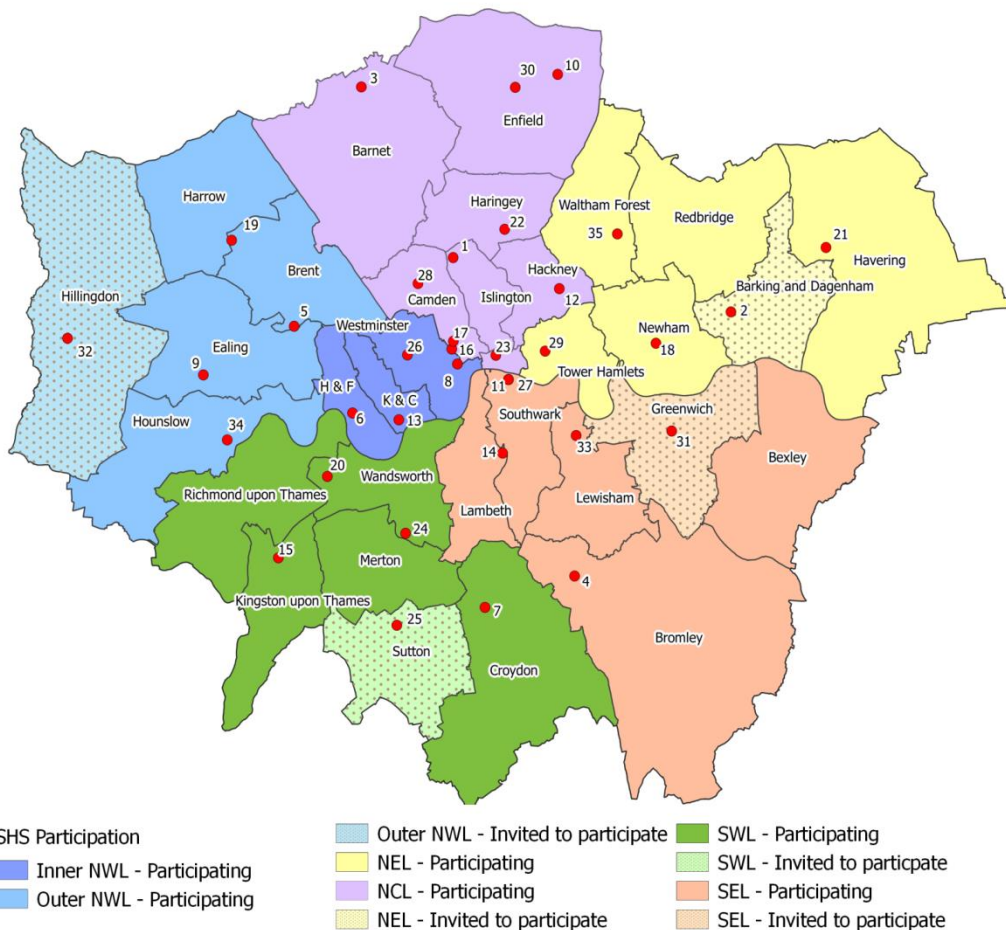 3
30
10
Enfield
Barnet
Harrow
Haringey
Waltham Forest
Redbridge
22
19
35
21
Havering
1
Brent
Hackney
28
Camden
Islington
Barking and Dagenham
Hillingdon
12
5
Westminster
2
Newham
17
32
Ealing
26
16
23
29
18
9
8
Tower Hamlets
H & F
K & C
11
27
Greenwich
Hounslow
Southwark
6
13
34
33
31
14
20
Wandsworth
Bexley
Richmond upon Thames
Lewisham
Lambeth
24
15
Merton
4
Kingston upon Thames
7
25
Bromley
Sutton
Croydon
SHS Participation
Inner NWL - Participating
Outer NWL - Participating
Outer NWL - Invited to participate
NEL - Participating
NCL - Participating
NEL - Invited to participate
SWL - Participating
SWL - Invited to particpate
SEL - Participating
SEL - Invited to participate